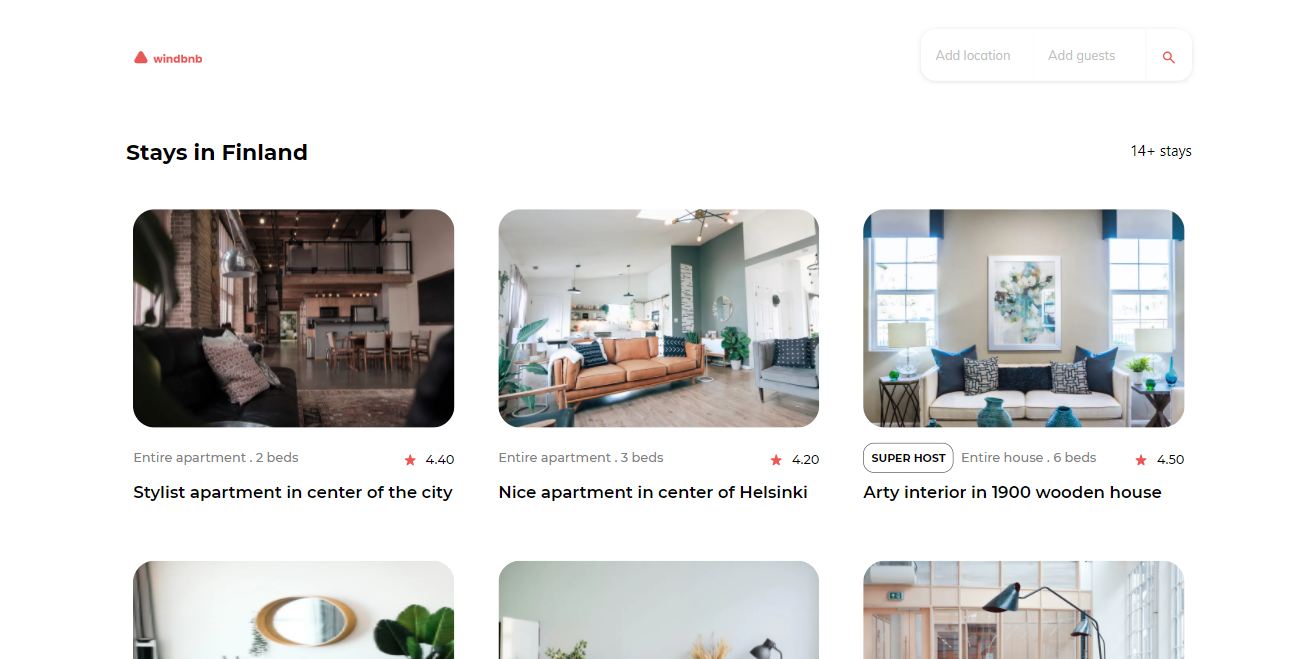 windbnb
Add location Add guests
Stays in Finland
14+ stays
Entire apartment . 2 beds 4.40
Stylist apartment in center of the city
Entire apartment . 3 beds 4.20
Nice apartment in center of Helsinki
SUPER HOST Entire house . 6 beds 4.50
Arty interior in 1900 wooden house